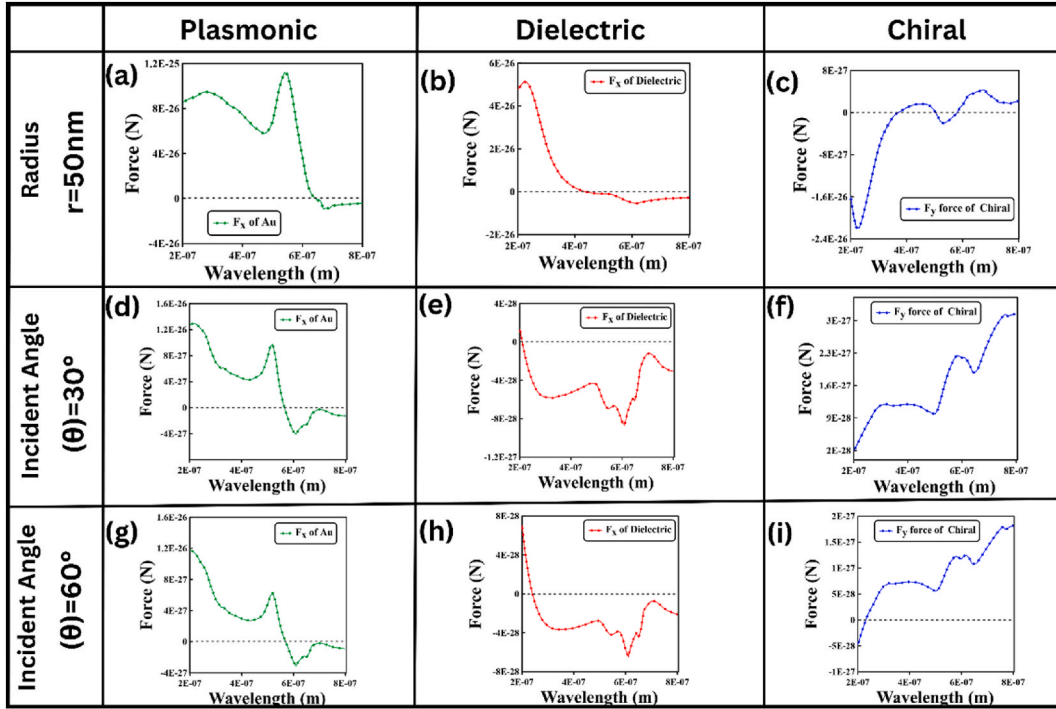 Plasmonic
Dielectric
Chiral
Radius
r=50nm
(a)
1.2E-25
8E-26
4E-26
0
-4E-26
Force (N)
Fx of Au
2E-07 4E-07 6E-07 8E-07
Wavelength (m)
(b)
6E-26
4E-26
2E-26
0
-2E-26
Force (N)
Fx of Dielectric
2E-07 4E-07 6E-07 8E-07
Wavelength (m)
(c)
8E-27
0
-8E-27
-1.6E-26
-2.4E-26
Force (N)
Fy force of Chiral
2E-07 4E-07 6E-07 8E-07
Wavelength (m)
Incident Angle
(θ)=30°
(d)
1.6E-26
1.2E-26
8E-27
4E-27
0
-4E-27
Force (N)
Fx of Au
2E-07 4E-07 6E-07 8E-07
Wavelength (m)
(e)
4E-28
0
-4E-28
-8E-28
-1.2E-27
Force (N)
Fx of Dielectric
2E-07 4E-07 6E-07 8E-07
Wavelength (m)
(f)
3E-27
2.3E-27
1.6E-27
9E-28
2E-28
Force (N)
Fy force of Chiral
2E-07 4E-07 6E-07 8E-07
Wavelength (m)
Incident Angle
(θ)=60°
(g)
1.6E-26
1.2E-26
8E-27
4E-27
0
-4E-27
Force (N)
Fx of Au
2E-07 4E-07 6E-07 8E-07
Wavelength (m)
(h)
8E-28
4E-28
0
-4E-28
-8E-28
Force (N)
Fx of Dielectric
2E-07 4E-07 6E-07 8E-07
Wavelength (m)
(i)
2E-27
1.5E-27
1E-27
5E-28
0
-5E-28
-1E-27
Force (N)
Fy force of Chiral
2E-07 4E-07 6E-07 8E-07
Wavelength (m)